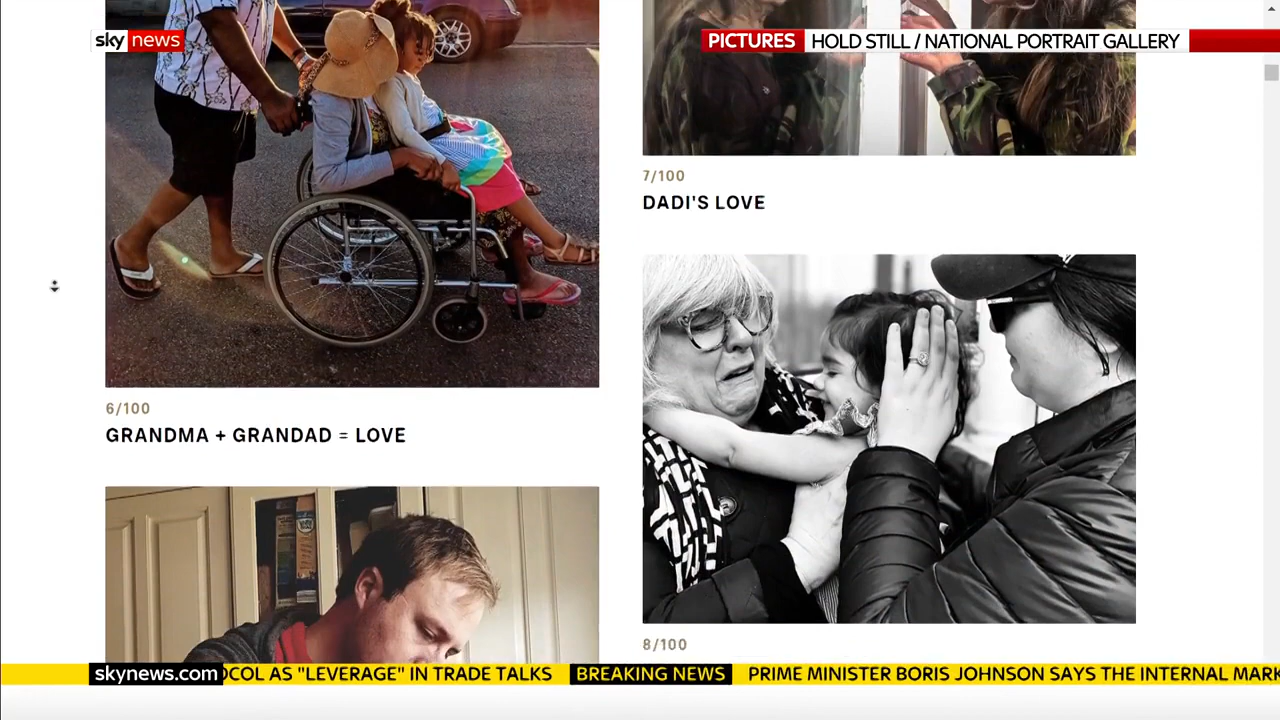 sky news
PICTURES HOLD STILL / NATIONAL PORTRAIT GALLERY
7/100
DADI'S LOVE
6/100
GRANDMA + GRANDAD = LOVE
8/100
skynews.com OCOL AS "LEVERAGE" IN TRADE TALKS BREAKING NEWS PRIME MINISTER BORIS JOHNSON SAYS THE INTERNAL MARK